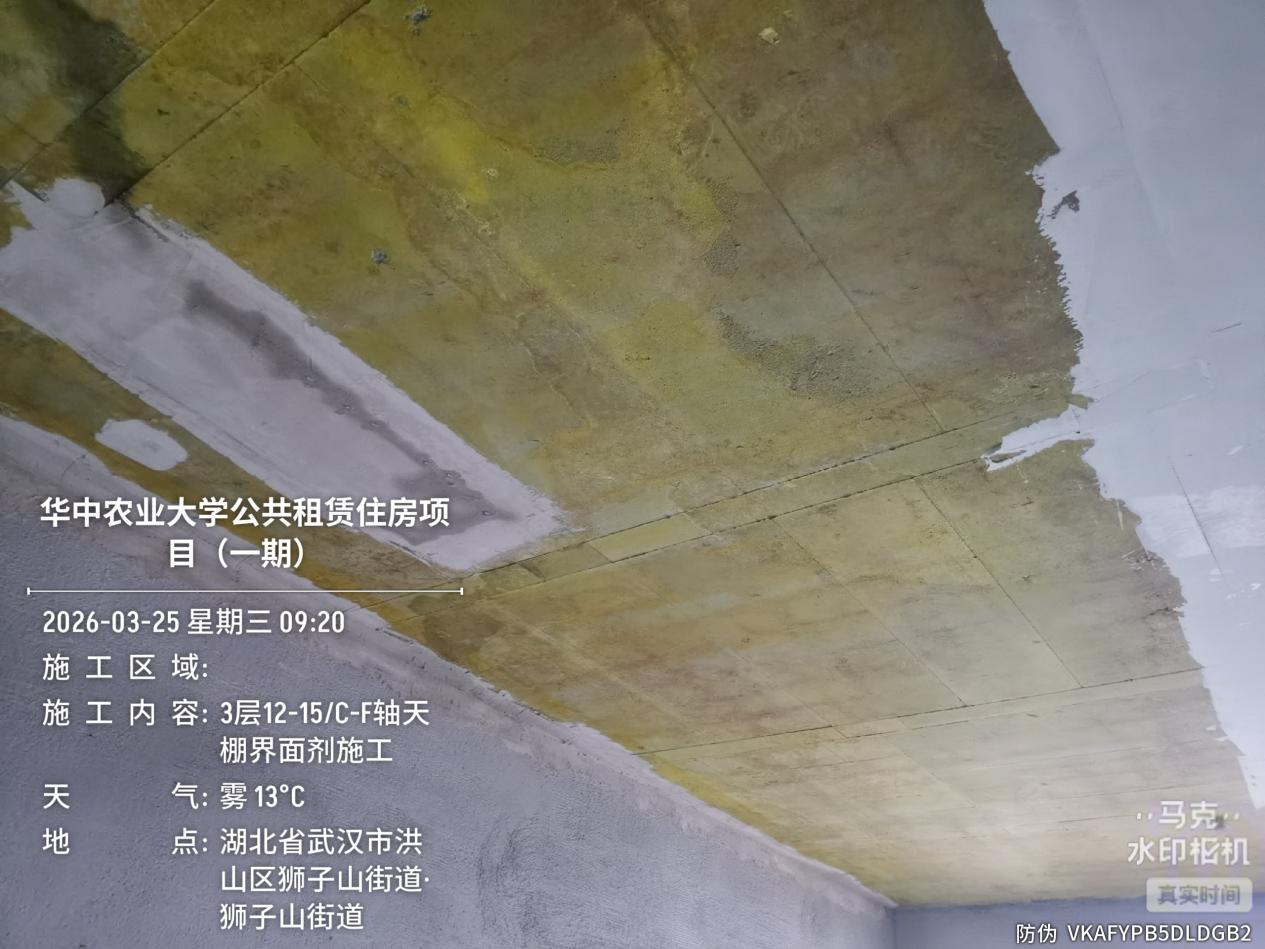 华中农业大学公共租赁住房项
目（一期）
2026-03-25 星期三 09:20
施工区域:
施工内容: 3层12-15/C-F轴天
棚界面剂施工
天气: 雾 13°C
地点: 湖北省武汉市洪
山区狮子山街道·
狮子山街道
马克
水印相机
真实时间
防伪 VKAFYPB5DLDGB2